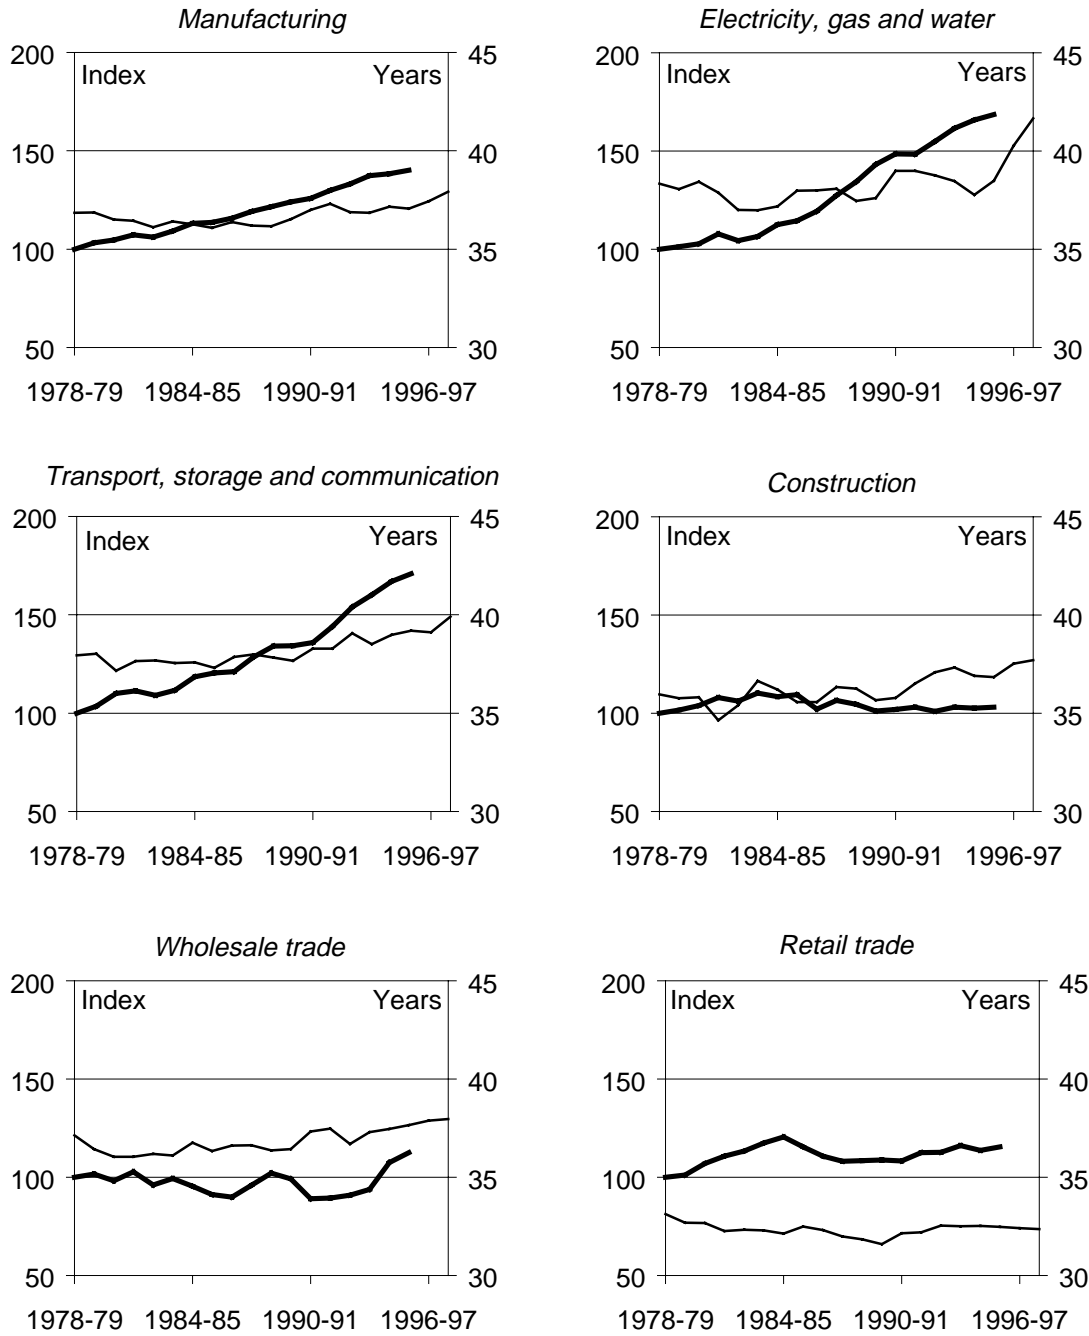 Manufacturing
200
150
100
50
Index
Years
45
40
35
30
1978-79 1984-85 1990-91 1996-97
Electricity, gas and water
200
150
100
50
Index
Years
45
40
35
30
1978-79 1984-85 1990-91 1996-97
Transport, storage and communication
200
150
100
50
Index
Years
45
40
35
30
1978-79 1984-85 1990-91 1996-97
Construction
200
150
100
50
Index
Years
45
40
35
30
1978-79 1984-85 1990-91 1996-97
Wholesale trade
200
150
100
50
Index
Years
45
40
35
30
1978-79 1984-85 1990-91 1996-97
Retail trade
200
150
100
50
Index
Years
45
40
35
30
1978-79 1984-85 1990-91 1996-97